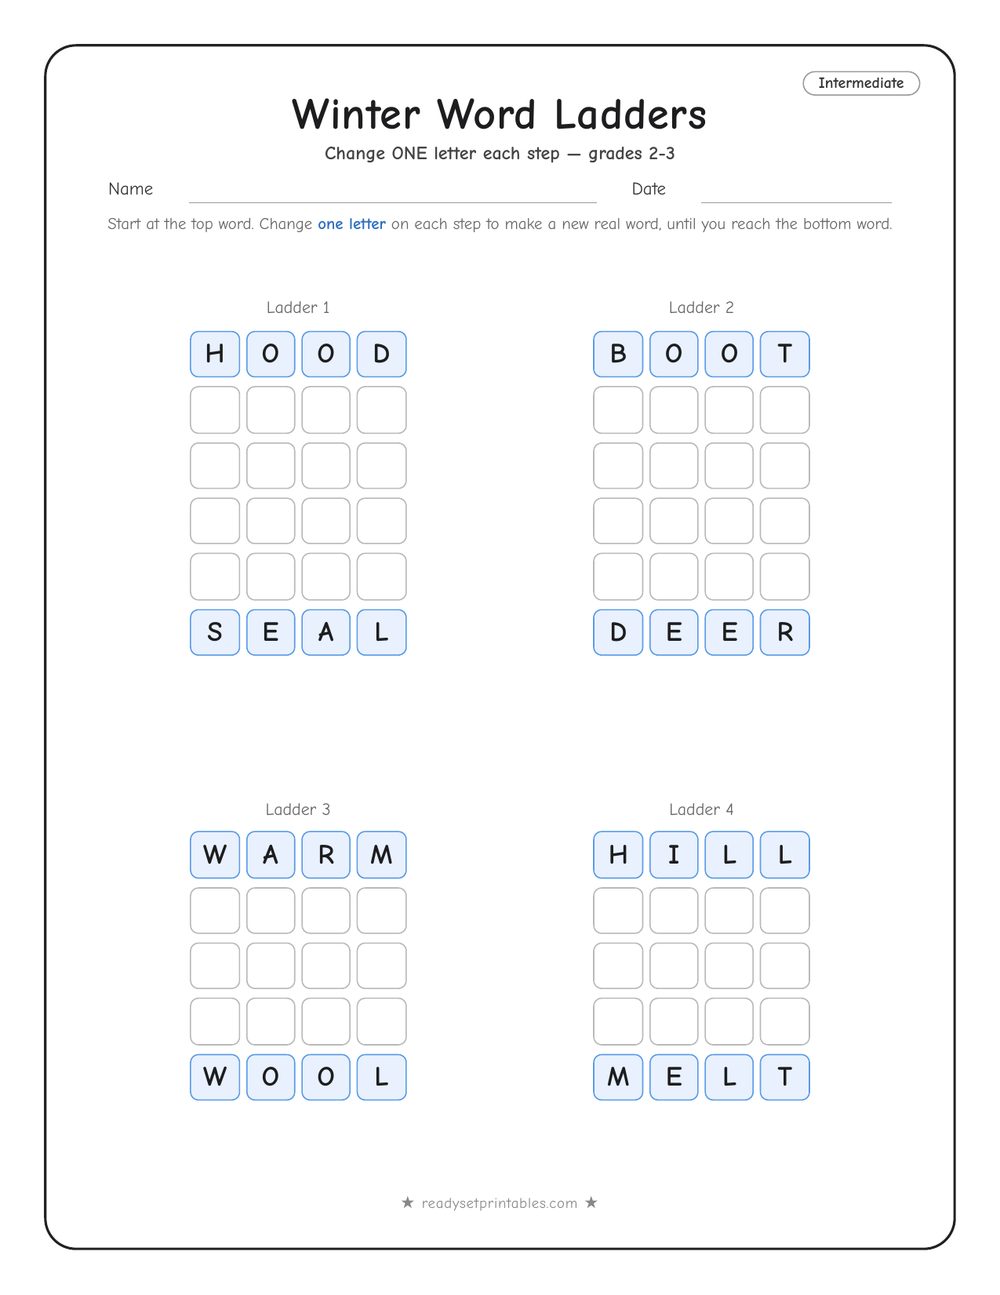 Intermediate
Winter Word Ladders
Change ONE letter each step — grades 2-3
Name Date
Start at the top word. Change one letter on each step to make a new real word, until you reach the bottom word.
Ladder 1
H O O D
S E A L
Ladder 2
B O O T
D E E R
Ladder 3
W A R M
W O O L
Ladder 4
H I L L
M E L T
★ readysetprintables.com ★